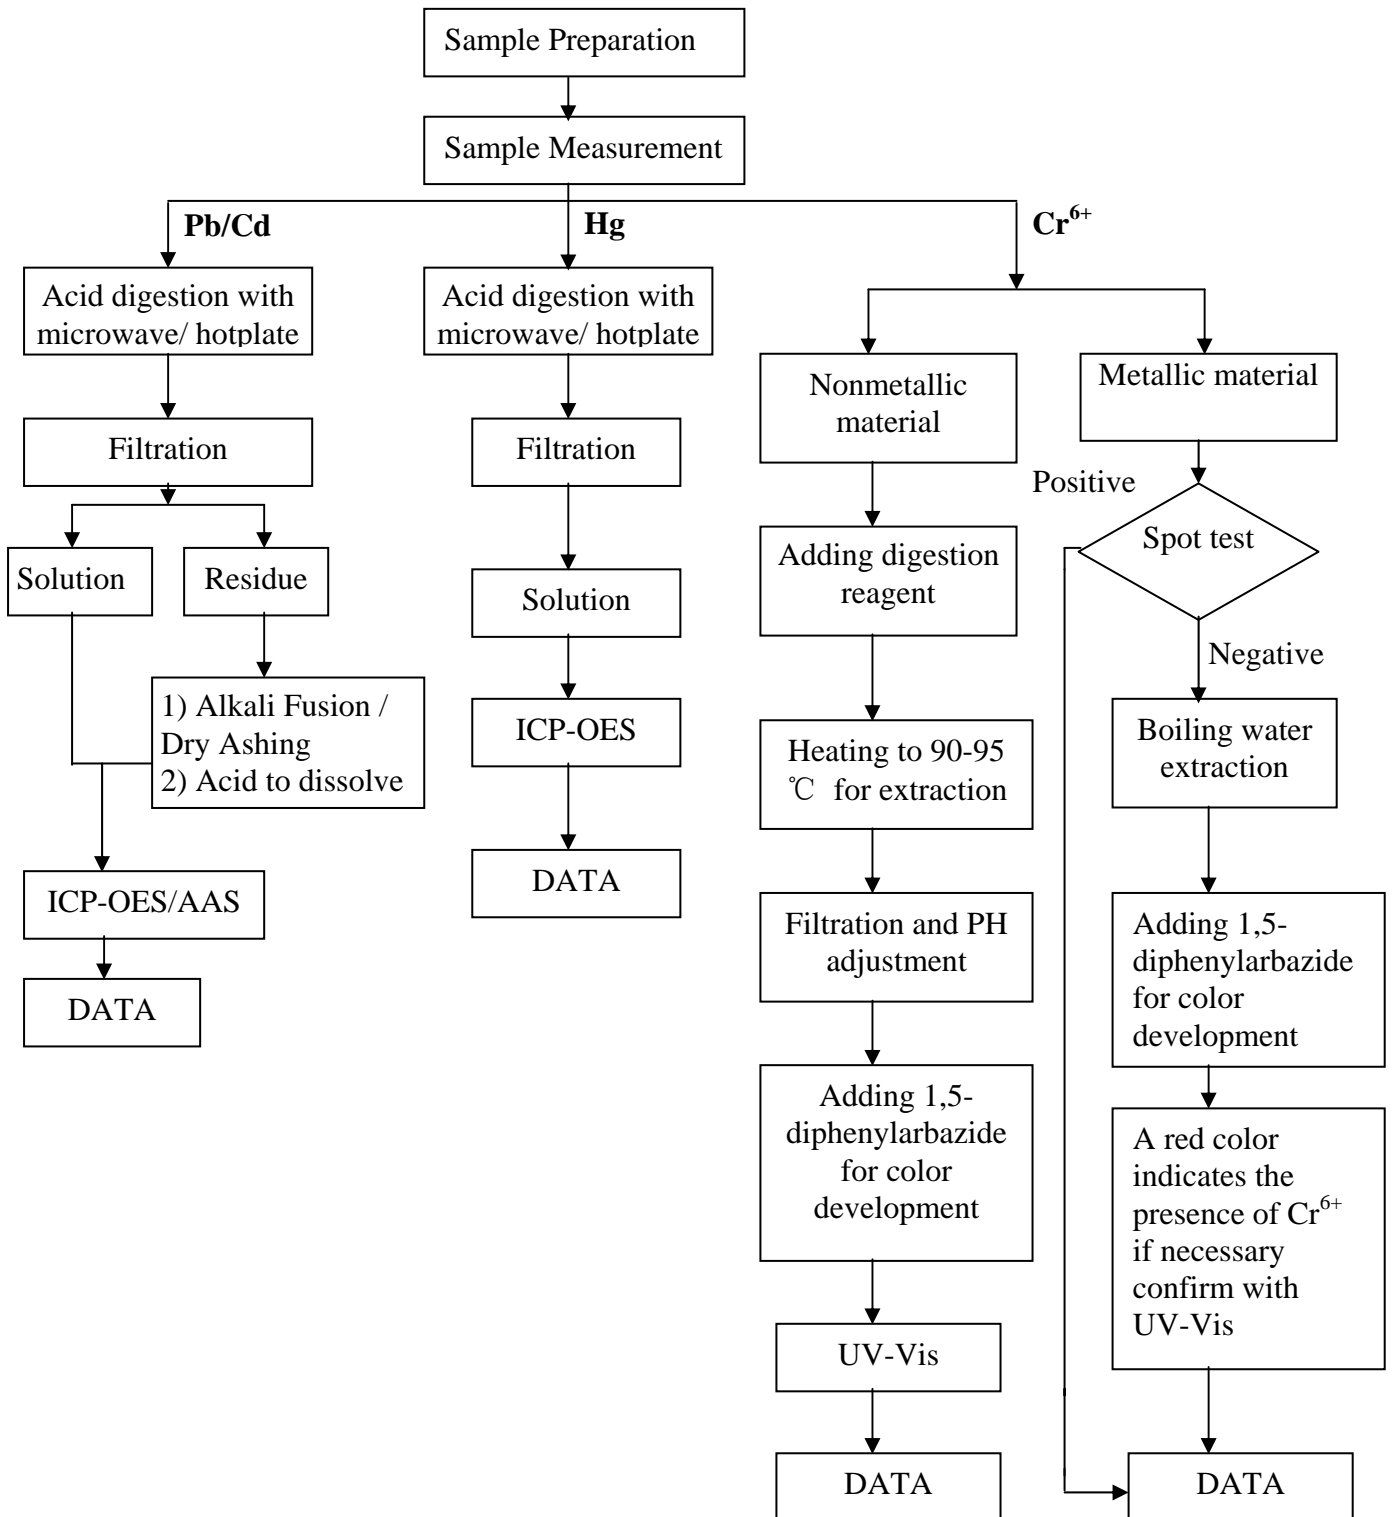 Sample Preparation
Sample Measurement
Pb/Cd
Hg
Cr⁶⁺
Acid digestion with
microwave/ hotplate
Filtration
Solution
Residue
1) Alkali Fusion /
Dry Ashing
2) Acid to dissolve
ICP-OES/AAS
DATA
Acid digestion with
microwave/ hotplate
Filtration
Solution
ICP-OES
DATA
Nonmetallic
material
Adding digestion
reagent
Heating to 90-95
℃ for extraction
Filtration and PH
adjustment
Adding 1,5-
diphenylarbazide
for color
development
UV-Vis
DATA
Metallic material
Positive
Spot test
Negative
Boiling water
extraction
Adding 1,5-
diphenylarbazide
for color
development
A red color
indicates the
presence of Cr⁶⁺
if necessary
confirm with
UV-Vis
DATA